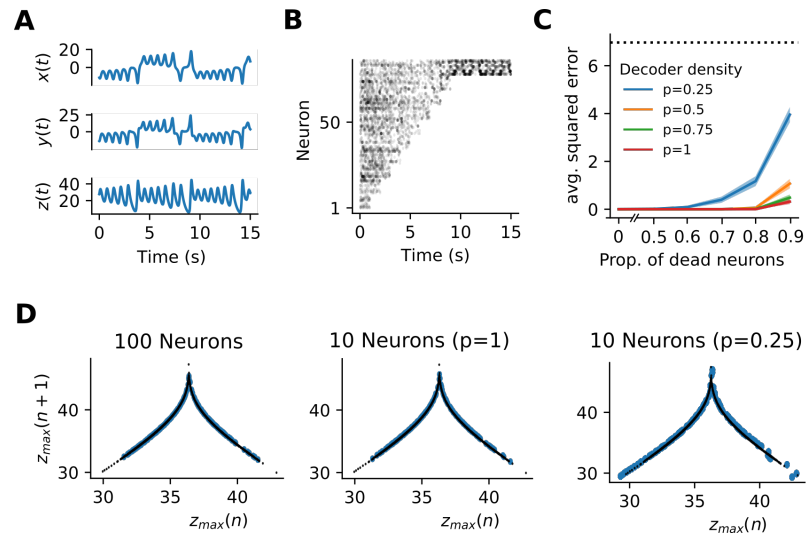 A
20
0
x(t)
25
0
y(t)
40
20
z(t)
0 5 10 15
Time (s)
B
50
1
Neuron
0 5 10 15
Time (s)
C
6
4
2
0
avg. squared error
Decoder density
p=0.25
p=0.5
p=0.75
p=1
0 0.5 0.6 0.7 0.8 0.9
Prop. of dead neurons
D
100 Neurons
40
30
z_max(n + 1)
30 35 40
z_max(n)
10 Neurons (p=1)
40
30
30 35 40
z_max(n)
10 Neurons (p=0.25)
40
30
30 35 40
z_max(n)